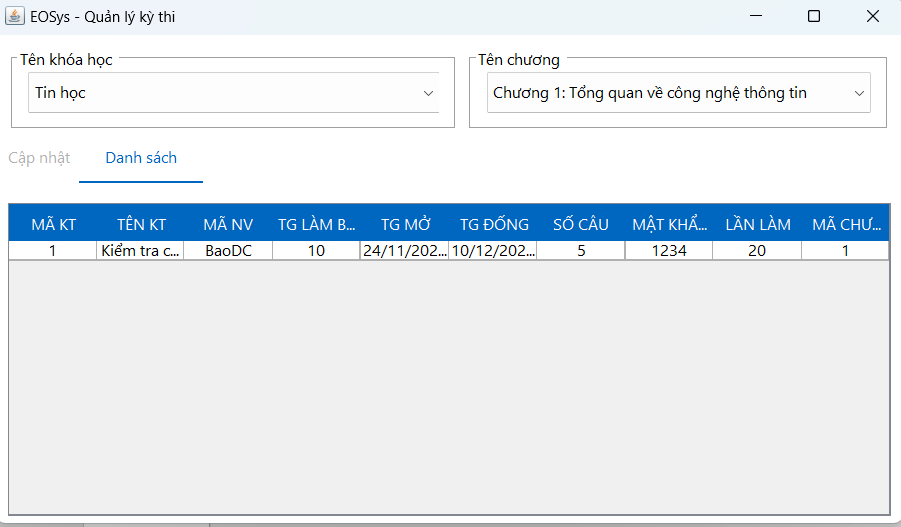 EOSys - Quản lý kỳ thi
Tên khóa học
Tên chương
Tin học
Chương 1: Tổng quan về công nghệ thông tin
Cập nhật Danh sách
MÃ KT TÊN KT MÃ NV TG LÀM B... TG MỞ TG ĐỐNG SỐ CÂU MẬT KHẨ... LẦN LÀM MÃ CHƯ...
1 Kiểm tra c... BaoDC 10 24/11/202... 10/12/202... 5 1234 20 1